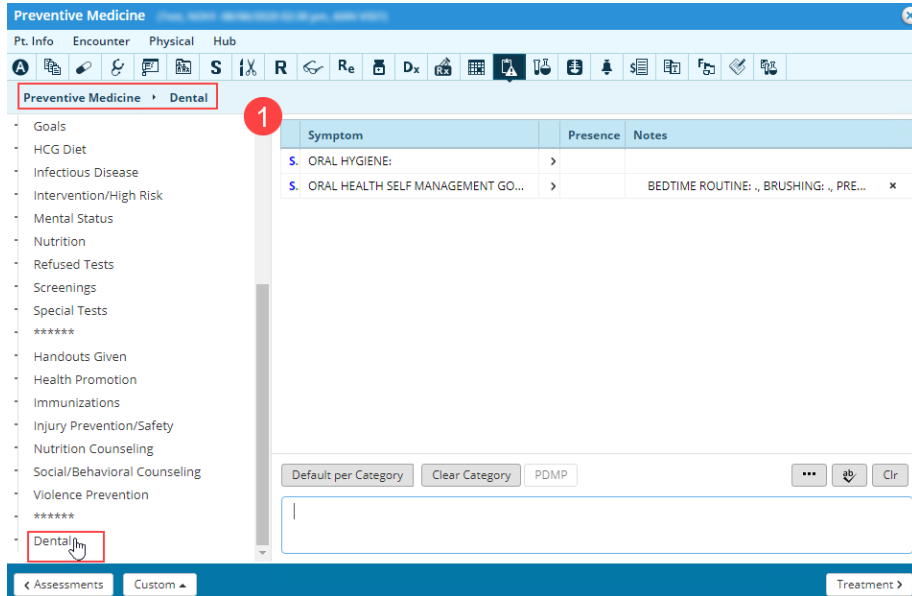 Preventive Medicine
Pt. Info Encounter Physical Hub
A S R Re Dx Rx
Preventive Medicine Dental
1
Goals
HCG Diet
Infectious Disease
Intervention/High Risk
Mental Status
Nutrition
Refused Tests
Screenings
Special Tests
******
Handouts Given
Health Promotion
Immunizations
Injury Prevention/Safety
Nutrition Counseling
Social/Behavioral Counseling
Violence Prevention
******
Dental
Symptom Presence Notes
S. ORAL HYGIENE: >
S. ORAL HEALTH SELF MANAGEMENT GO... > BEDTIME ROUTINE: ., BRUSHING: ., PRE... ×
Default per Category Clear Category PDMP ••• ab Clr
< Assessments Custom Treatment >